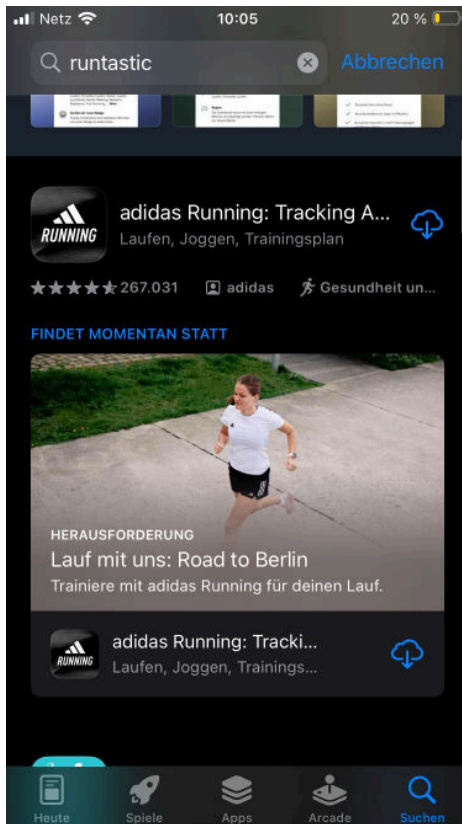 Netz 10:05 20 %
runtastic Abbrechen
adidas Running: Tracking A...
RUNNING Laufen, Joggen, Trainingsplan
267.031 adidas Gesundheit un...
FINDET MOMENTAN STATT
HERAUSFORDERUNG
Lauf mit uns: Road to Berlin
Trainiere mit adidas Running für deinen Lauf.
adidas Running: Tracki...
RUNNING Laufen, Joggen, Trainings...
Heute Spiele Apps Arcade Suchen